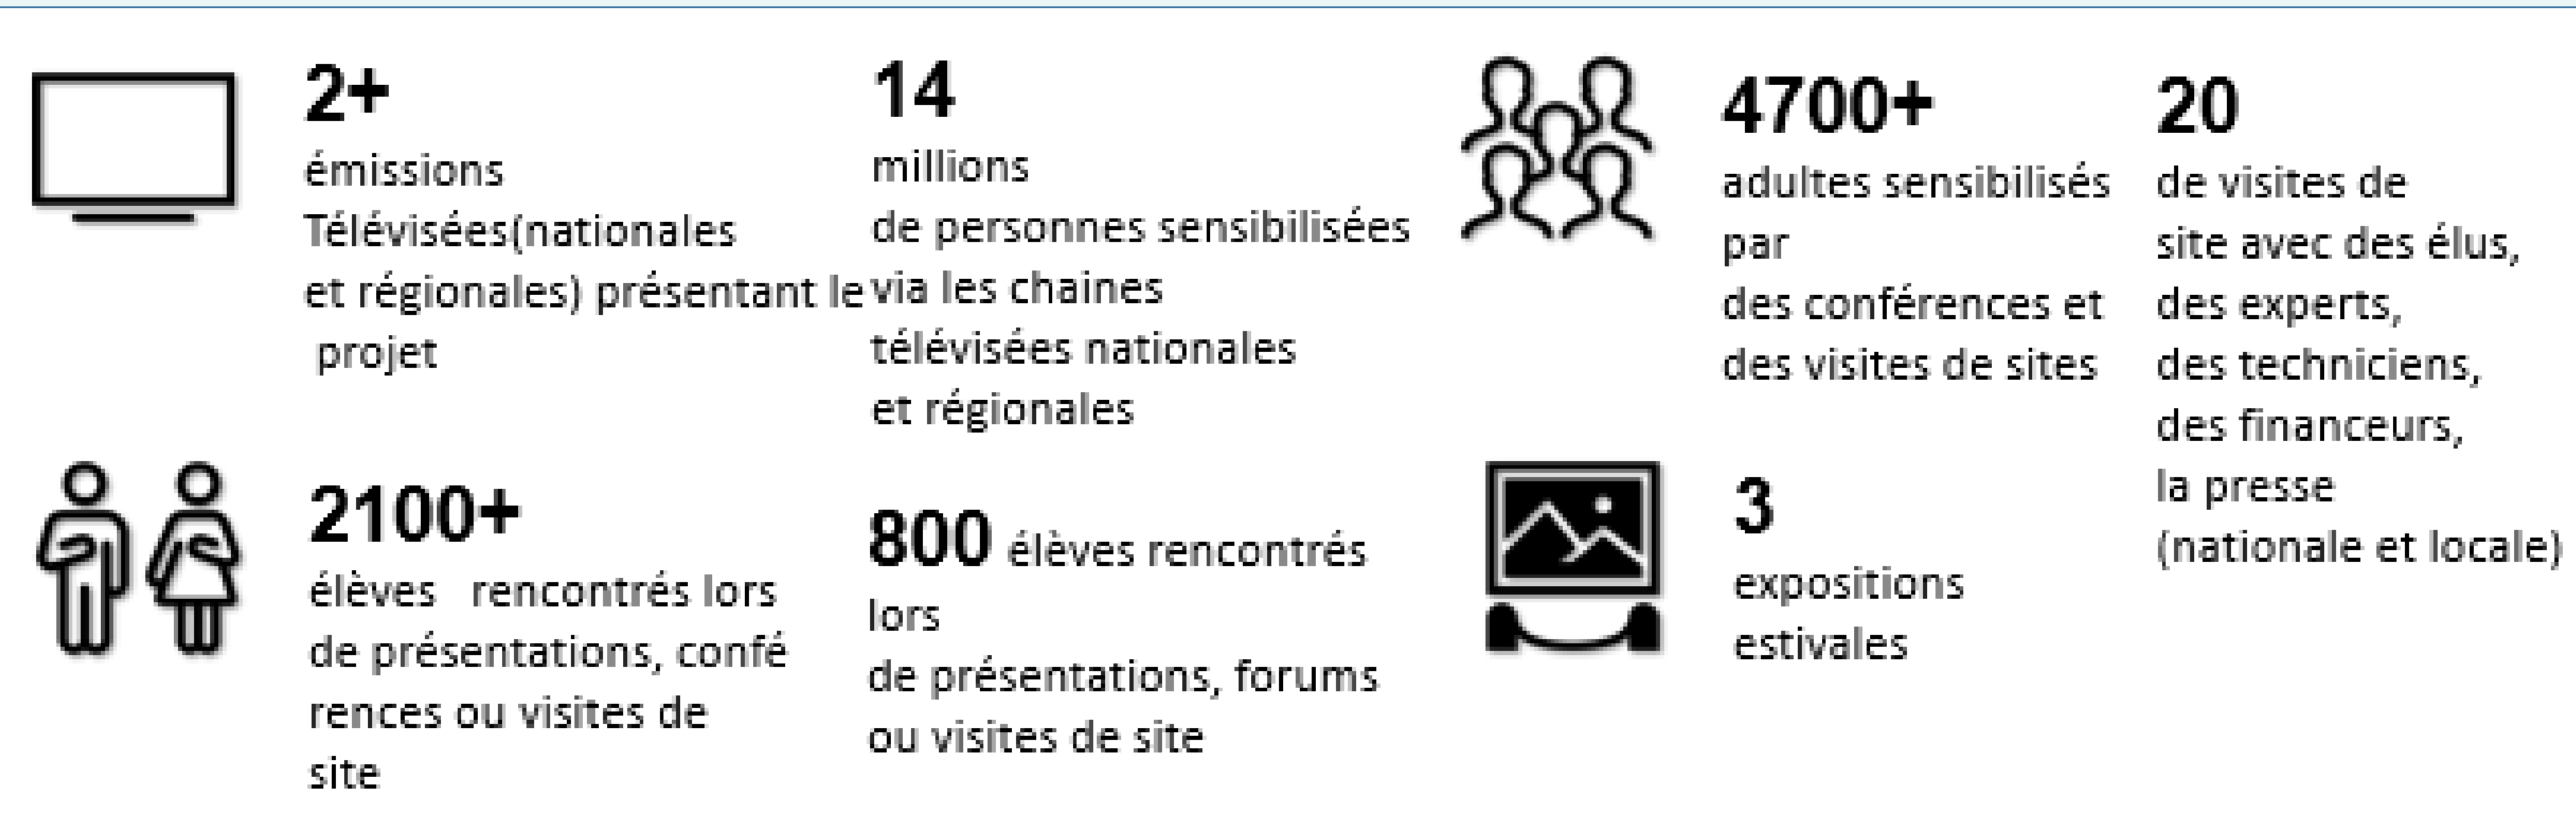 2+
émissions
Télévisées(nationales
et régionales) présentant le
projet
14
millions
de personnes sensibilisées
via les chaines
télévisées nationales
et régionales
4700+
adultes sensibilisés
par
des conférences et
des visites de sites
20
de visites de
site avec des élus,
des experts,
des techniciens,
des financeurs,
la presse
(nationale et locale)
2100+
élèves rencontrés lors
de présentations, confé
rences ou visites de
site
800 élèves rencontrés
lors
de présentations, forums
ou visites de site
3
expositions
estivales